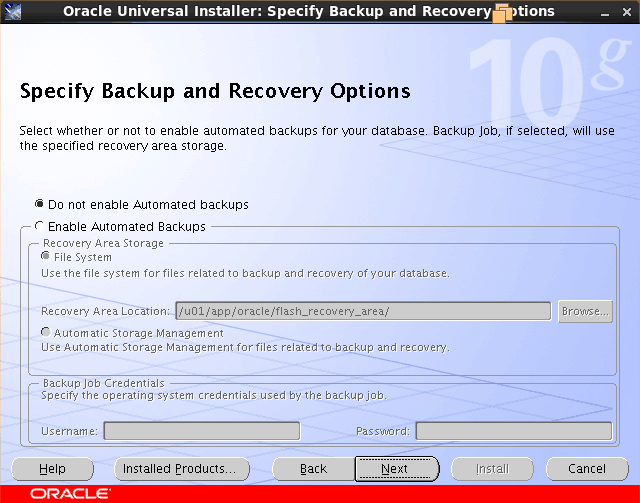 Oracle Universal Installer: Specify Backup and Recovery Options
10g
Specify Backup and Recovery Options
Select whether or not to enable automated backups for your database. Backup Job, if selected, will use
the specified recovery area storage.
Do not enable Automated backups
Enable Automated Backups
Recovery Area Storage
File System
Use the file system for files related to backup and recovery of your database.
Recovery Area Location: /u01/app/oracle/flash_recovery_area/ Browse...
Automatic Storage Management
Use Automatic Storage Management for files related to backup and recovery.
Backup Job Credentials
Specify the operating system credentials used by the backup job.
Username: Password:
Help Installed Products... Back Next Install Cancel
ORACLE